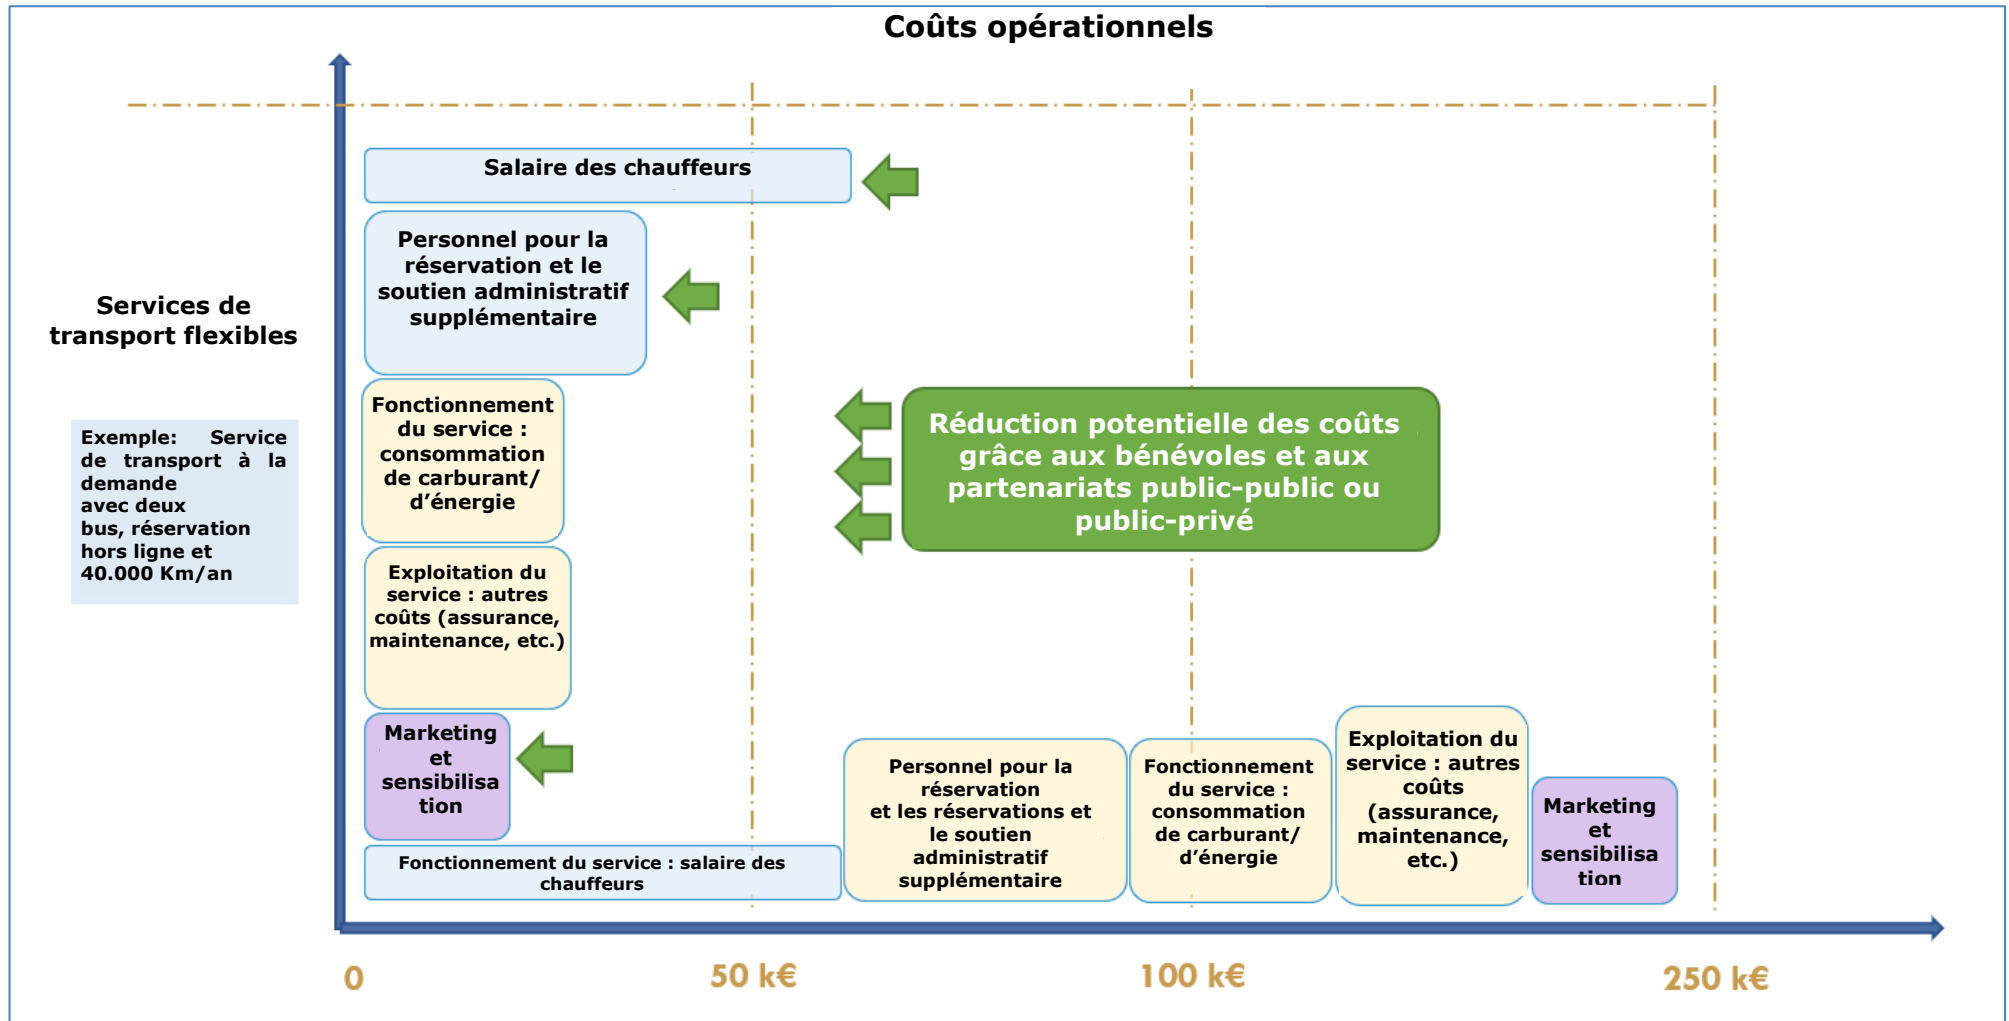 Coûts opérationnels
Salaire des chauffeurs
Personnel pour la
réservation et le
soutien administratif
supplémentaire
Services de
transport flexibles
Fonctionnement
du service :
consommation
de carburant/
d’énergie
Réduction potentielle des coûts
grâce aux bénévoles et aux
partenariats public-public ou
public-privé
Exemple: Service
de transport à la
demande
avec deux
bus, réservation
hors ligne et
40.000 Km/an
Exploitation du
service : autres
coûts (assurance,
maintenance, etc.)
Marketing
et
sensibilisa
tion
Fonctionnement du service : salaire des
chauffeurs
Personnel pour la
réservation
et les réservations et
le soutien
administratif
supplémentaire
Fonctionnement
du service :
consommation
de carburant/
d’énergie
Exploitation du
service : autres
coûts
(assurance,
maintenance,
etc.)
Marketing
et
sensibilisa
tion
0
50 k€
100 k€
250 k€